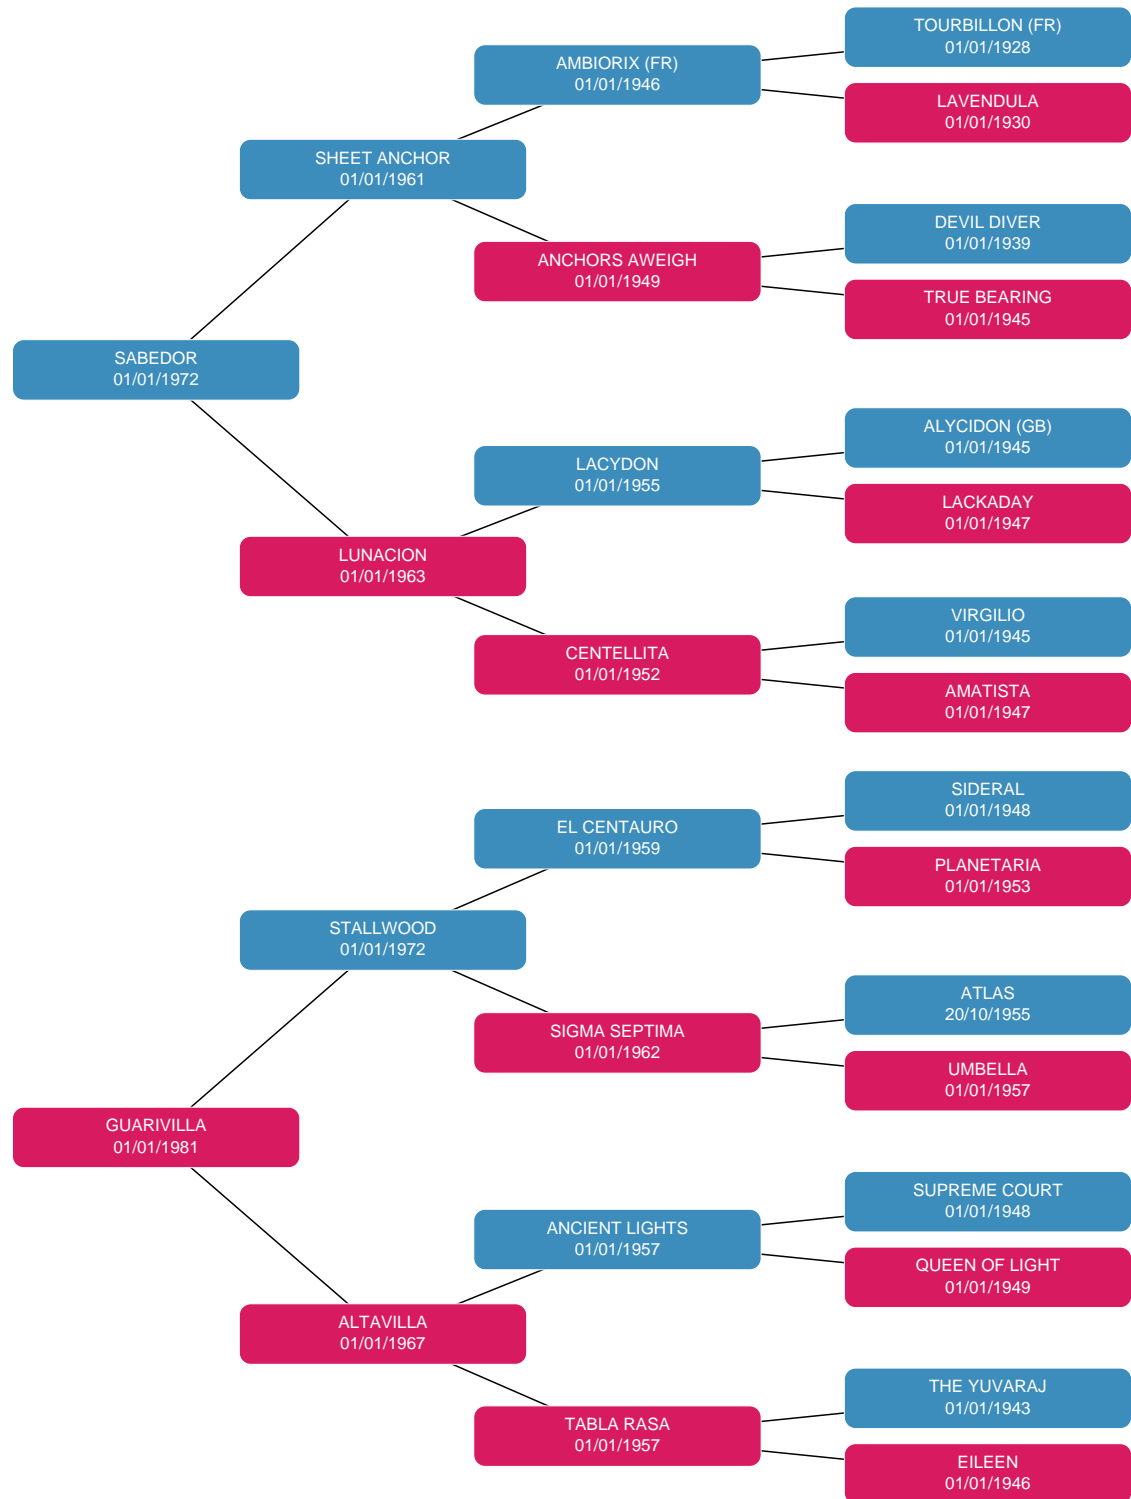 TOURBILLON (FR)
01/01/1928
AMBIORIX (FR)
01/01/1946
LAVENDULA
01/01/1930
SHEET ANCHOR
01/01/1961
DEVIL DIVER
01/01/1939
ANCHORS AWEIGH
01/01/1949
TRUE BEARING
01/01/1945
SABEDOR
01/01/1972
ALYCIDON (GB)
01/01/1945
LACYDON
01/01/1955
LACKADAY
01/01/1947
LUNACION
01/01/1963
VIRGILIO
01/01/1945
CENTELLITA
01/01/1952
AMATISTA
01/01/1947
SIDERAL
01/01/1948
EL CENTAURO
01/01/1959
PLANETARIA
01/01/1953
STALLWOOD
01/01/1972
ATLAS
20/10/1955
SIGMA SEPTIMA
01/01/1962
UMBELLA
01/01/1957
GUARIVILLA
01/01/1981
SUPREME COURT
01/01/1948
ANCIENT LIGHTS
01/01/1957
QUEEN OF LIGHT
01/01/1949
ALTAVILLA
01/01/1967
THE YUVARAJ
01/01/1943
TABLA RASA
01/01/1957
EILEEN
01/01/1946